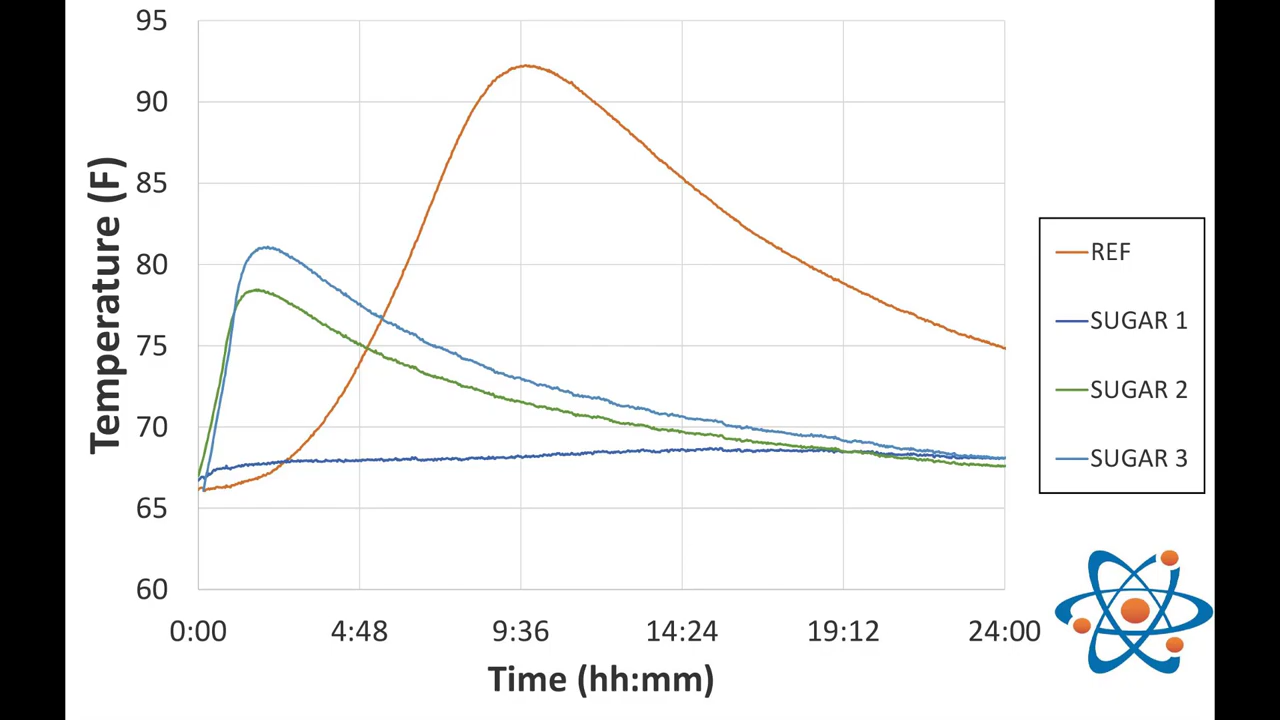 95
90
85
80
75
70
65
60
Temperature (F)
0:00 4:48 9:36 14:24 19:12 24:00
Time (hh:mm)
REF
SUGAR 1
SUGAR 2
SUGAR 3